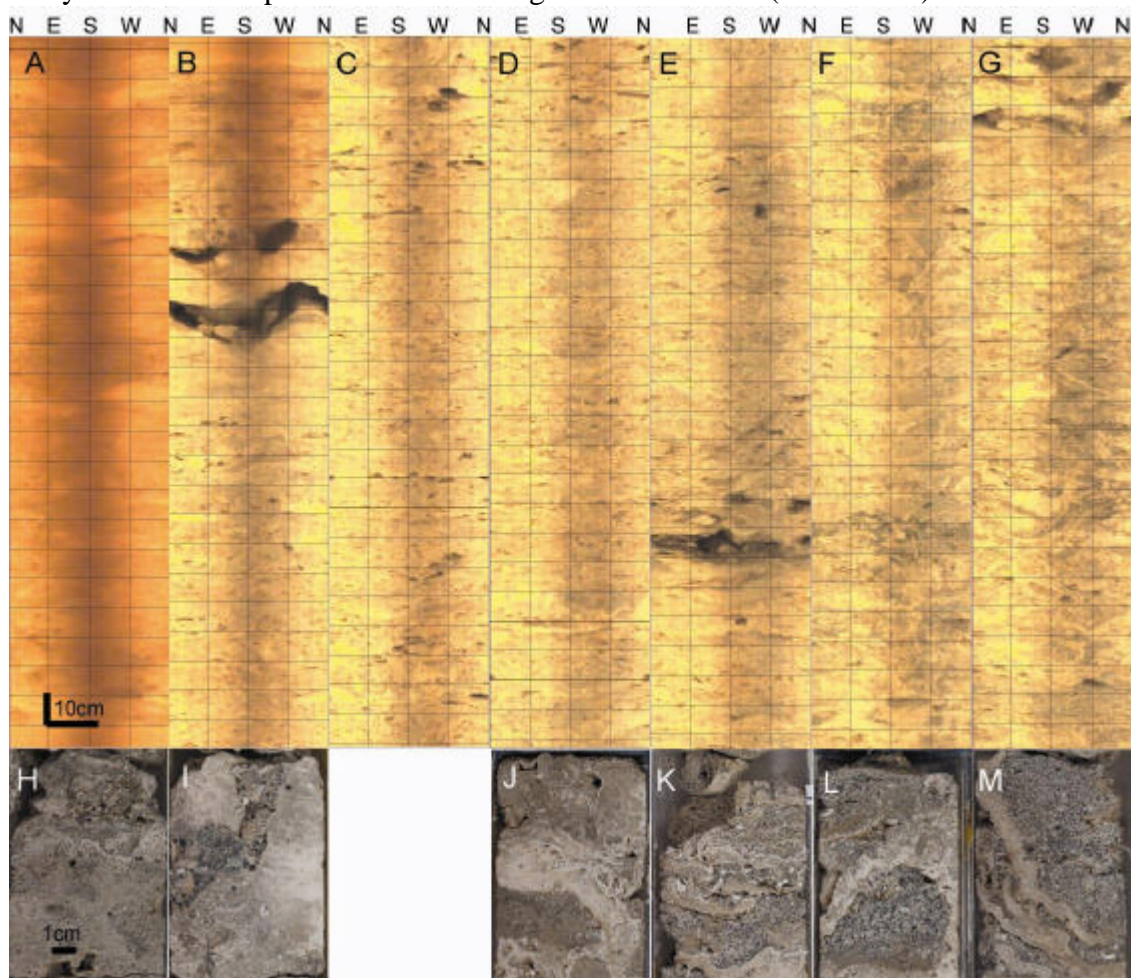 N E S W N E S W N E S W N E S W N E S W N E S W N E S W N
A B C D E F G
10cm
H I J K L M
1cm